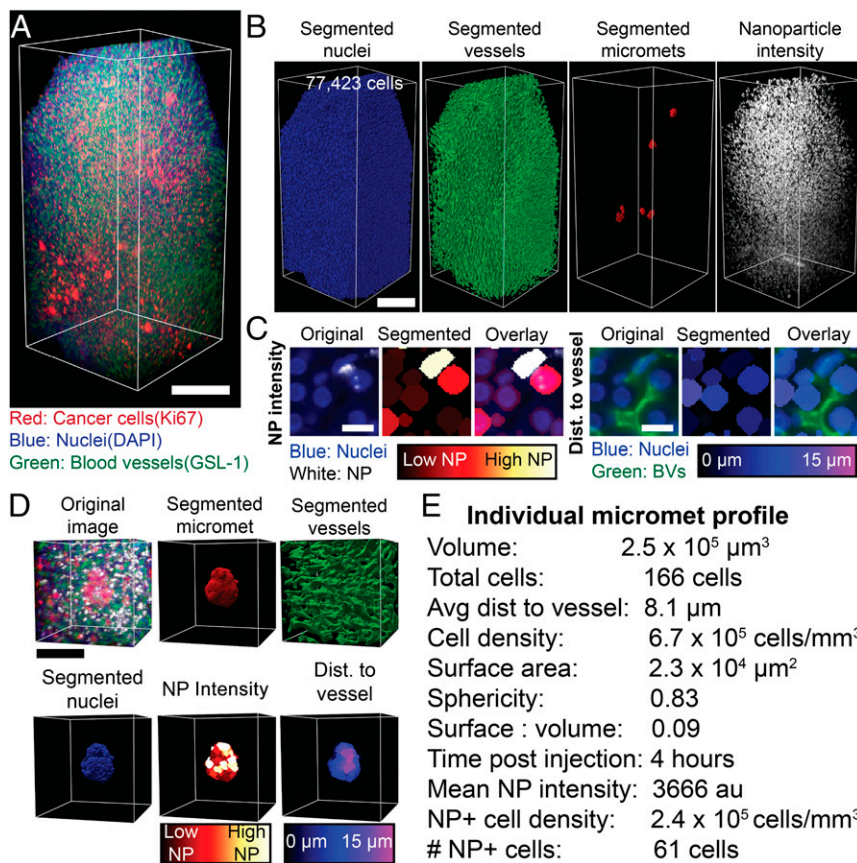 A
Red: Cancer cells(Ki67)
Blue: Nuclei(DAPI)
Green: Blood vessels(GSL-1)
B
Segmented nuclei
Segmented vessels
Segmented micromets
Nanoparticle intensity
77,423 cells
C
NP intensity
Original
Segmented
Overlay
Blue: Nuclei
White: NP
Low NP
High NP
Dist. to vessel
Original
Segmented
Overlay
Blue: Nuclei
Green: BVs
0 µm
15 µm
D
Original image
Segmented micromet
Segmented vessels
Segmented nuclei
NP Intensity
Dist. to vessel
Low NP
High NP
0 µm
15 µm
E
Individual micromet profile
Volume: 2.5 x 10⁵ µm³
Total cells: 166 cells
Avg dist to vessel: 8.1 µm
Cell density: 6.7 x 10⁵ cells/mm³
Surface area: 2.3 x 10⁴ µm²
Sphericity: 0.83
Surface : volume: 0.09
Time post injection: 4 hours
Mean NP intensity: 3666 au
NP+ cell density: 2.4 x 10⁵ cells/mm³
# NP+ cells: 61 cells